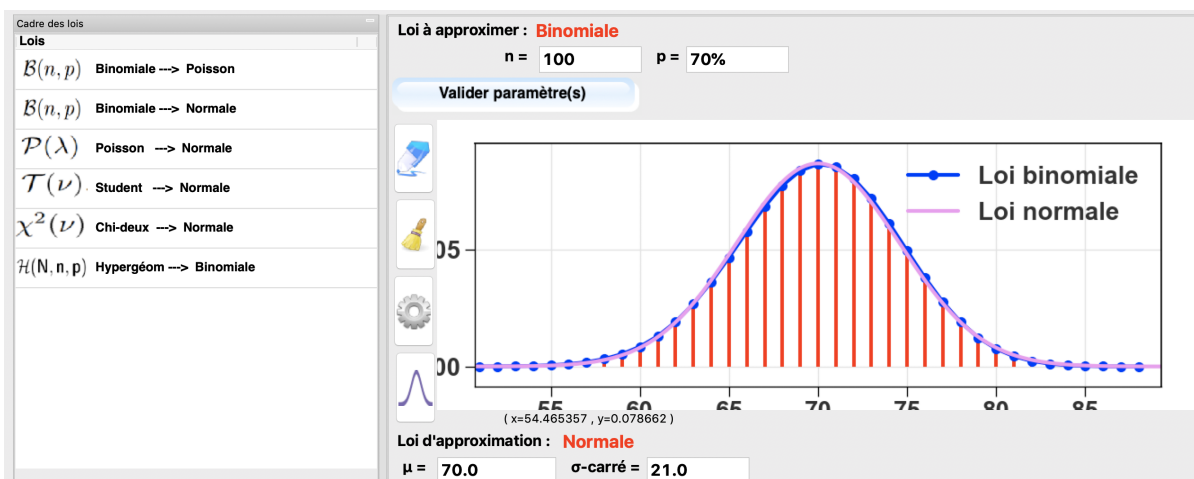 Cadre des lois
Lois
B(n, p) Binomiale ---> Poisson
B(n, p) Binomiale ---> Normale
P(λ) Poisson ---> Normale
T(ν) Student ---> Normale
χ²(ν) Chi-deux ---> Normale
H(N, n, p) Hypergéom ---> Binomiale
Loi à approximer : Binomiale
n = 100 p = 70%
Valider paramètre(s)
Loi binomiale
Loi normale
05
00
55 60 65 70 75 80 85
( x=54.465357 , y=0.078662 )
Loi d'approximation : Normale
μ = 70.0 σ-carré = 21.0